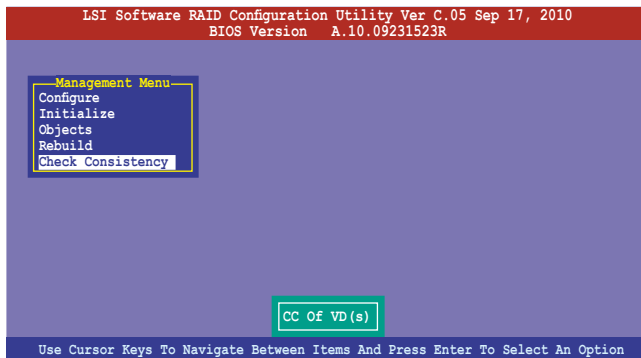 LSI Software RAID Configuration Utility Ver C.05 Sep 17, 2010
BIOS Version A.10.09231523R
Management Menu
Configure
Initialize
Objects
Rebuild
Check Consistency
CC Of VD(s)
Use Cursor Keys To Navigate Between Items And Press Enter To Select An Option